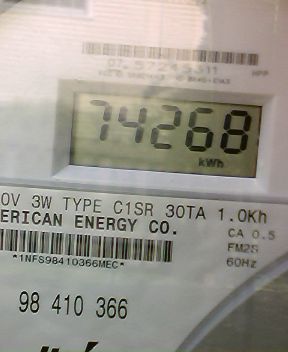 74268
kWh
0V 3W TYPE C1SR 30TA 1.0Kh
ERICAN ENERGY CO.
CA 0.5
FM2S
60Hz
*1NFS98410366MEC*
98 410 366